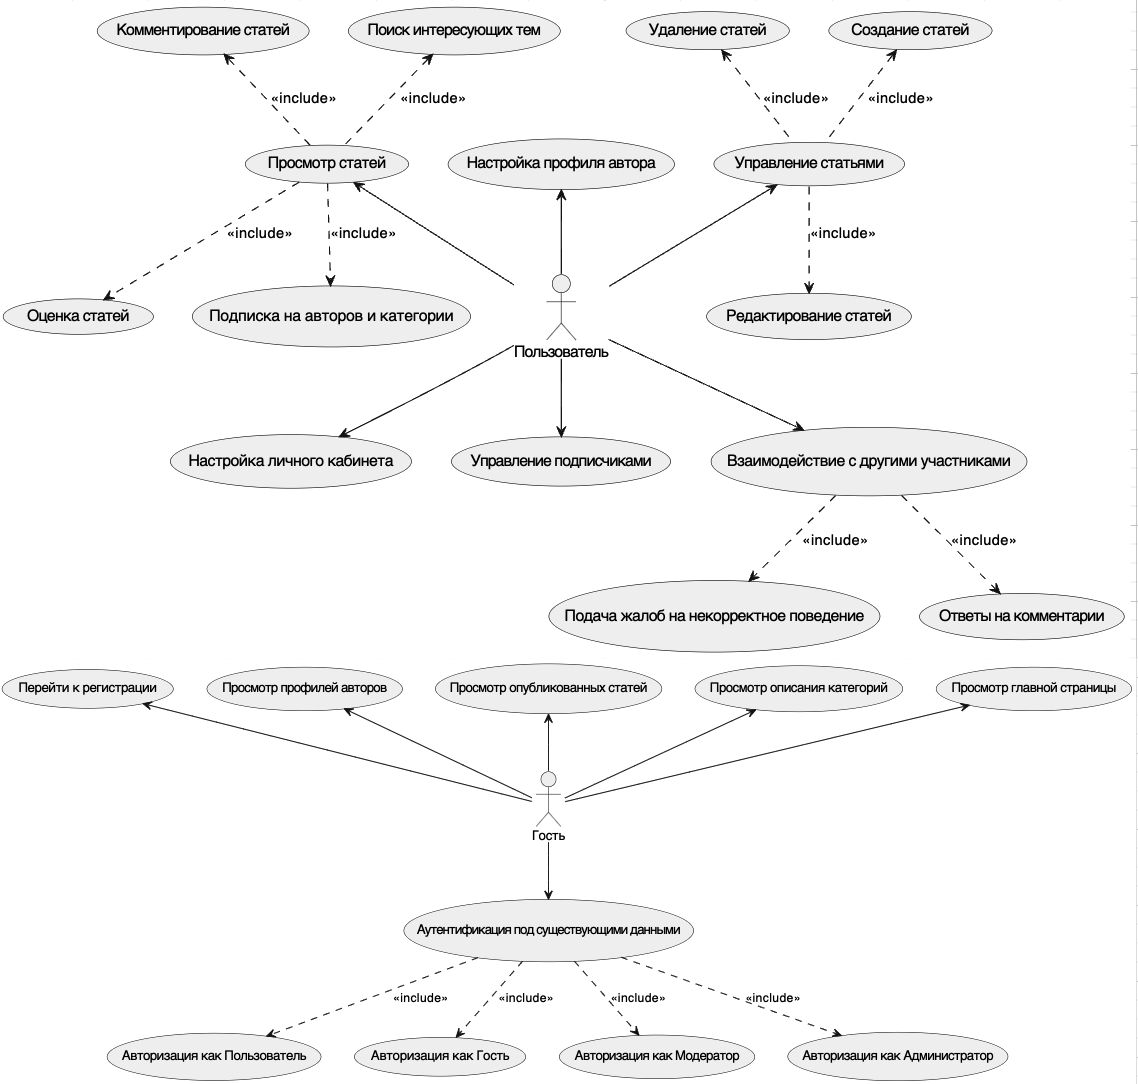 Комментирование статей
Поиск интересующих тем
Удаление статей
Создание статей
«include»
«include»
«include»
«include»
Просмотр статей
Настройка профиля автора
Управление статьями
«include»
«include»
«include»
Оценка статей
Подписка на авторов и категории
Редактирование статей
Пользователь
Настройка личного кабинета
Управление подписчиками
Взаимодействие с другими участниками
«include»
«include»
Подача жалоб на некорректное поведение
Ответы на комментарии
Перейти к регистрации
Просмотр профилей авторов
Просмотр опубликованных статей
Просмотр описания категорий
Просмотр главной страницы
Гость
Аутентификация под существующими данными
«include»
«include»
«include»
«include»
Авторизация как Пользователь
Авторизация как Гость
Авторизация как Модератор
Авторизация как Администратор